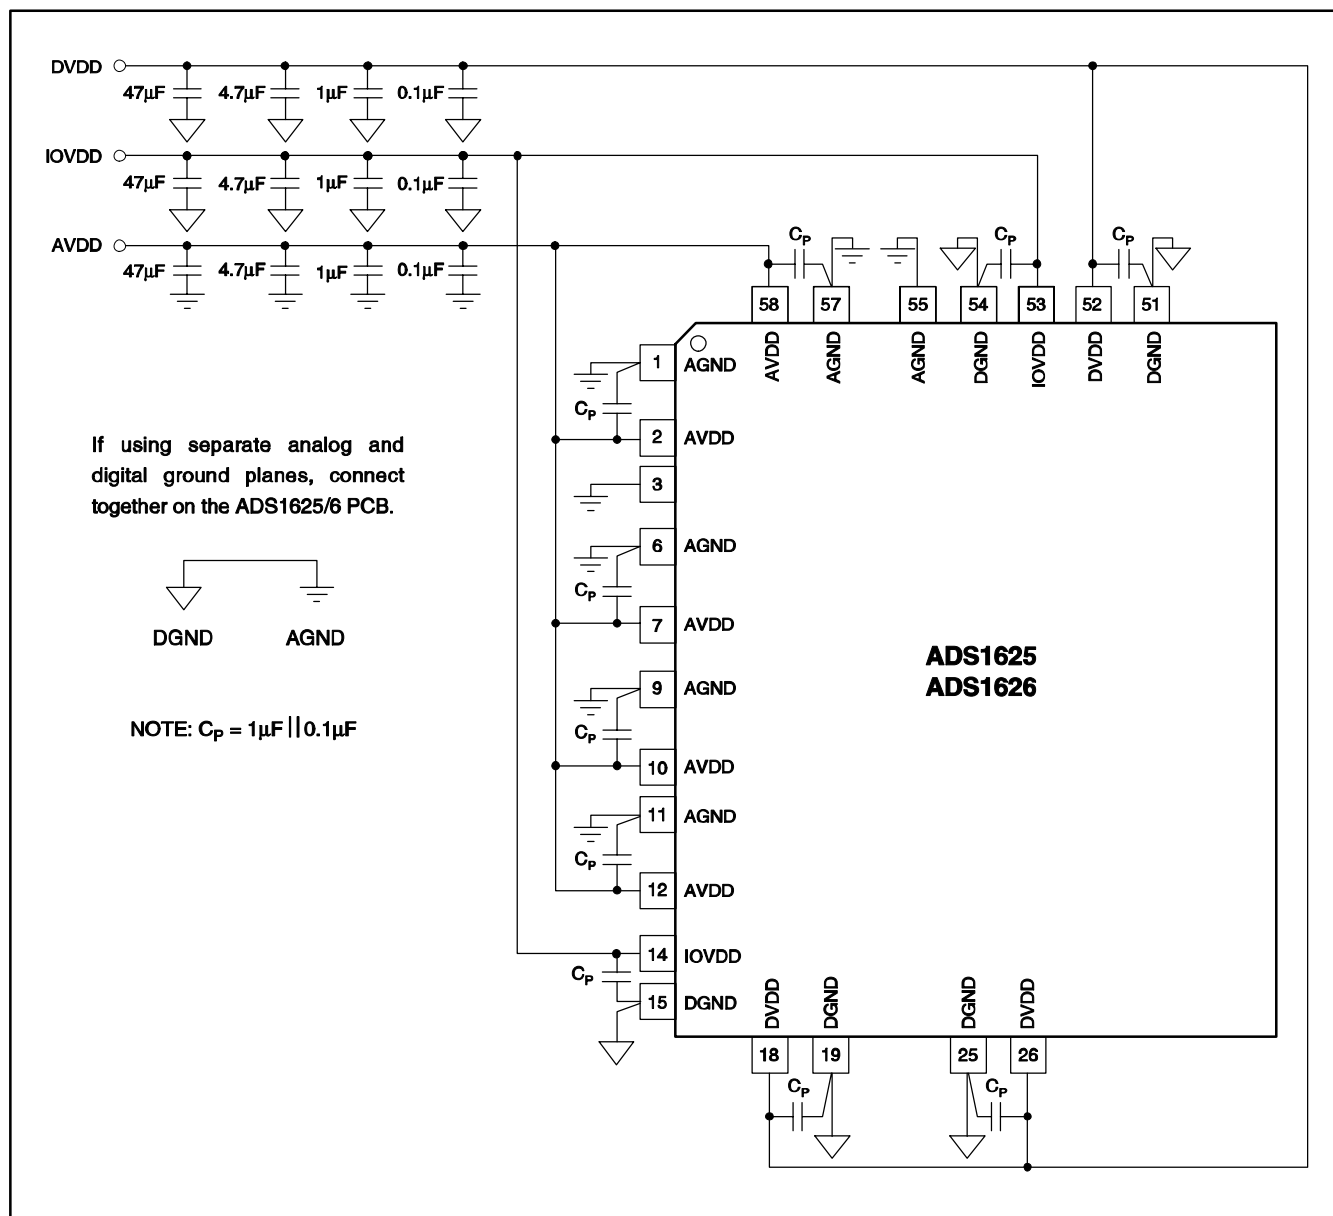 DVDD
47µF 4.7µF 1µF 0.1µF
IOVDD
47µF 4.7µF 1µF 0.1µF
AVDD
47µF 4.7µF 1µF 0.1µF
CP CP CP
58 57 55 54 53 52 51
AVDD AGND AGND DGND IOVDD DVDD DGND
1 AGND
CP
2 AVDD
3
6 AGND
CP
7 AVDD
9 AGND
CP
10 AVDD
11 AGND
CP
12 AVDD
14 IOVDD
CP
15 DGND
If using separate analog and
digital ground planes, connect
together on the ADS1625/6 PCB.
DGND AGND
NOTE: CP = 1µF || 0.1µF
ADS1625
ADS1626
DVDD DGND DGND DVDD
18 19 25 26
CP CP